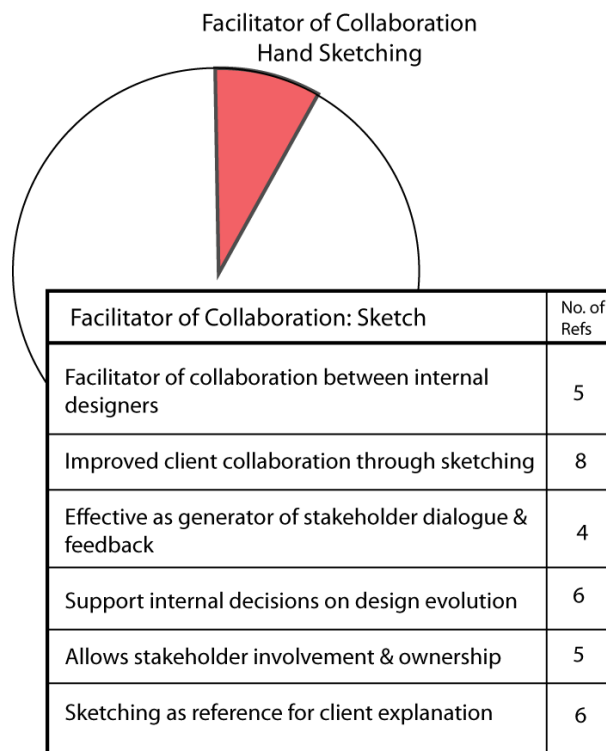 Facilitator of Collaboration
Hand Sketching
Facilitator of Collaboration: Sketch
No. of
Refs
Facilitator of collaboration between internal
designers
5
Improved client collaboration through sketching
8
Effective as generator of stakeholder dialogue &
feedback
4
Support internal decisions on design evolution
6
Allows stakeholder involvement & ownership
5
Sketching as reference for client explanation
6